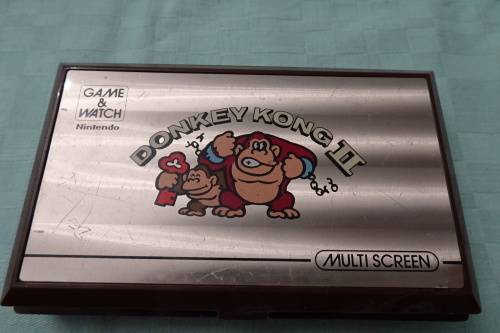 GAME
&
WATCH
Nintendo
DONKEY KONG II
MULTI SCREEN